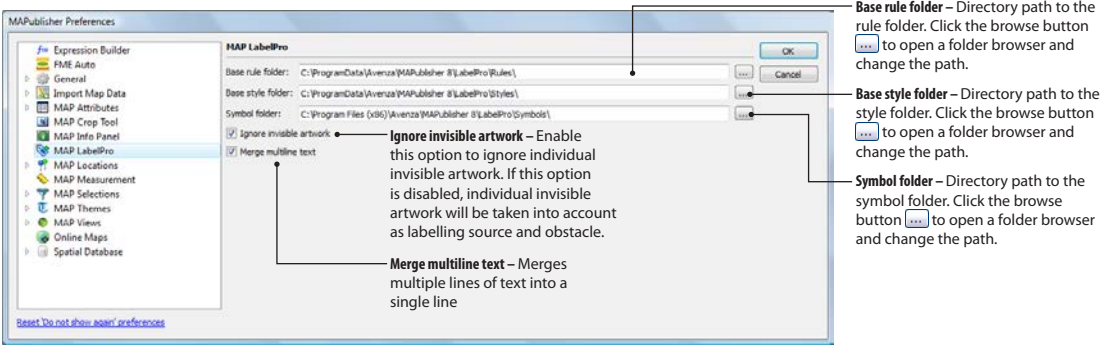 MAPublisher Preferences
Expression Builder
FME Auto
General
Import Map Data
MAP Attributes
MAP Crop Tool
MAP Info Panel
MAP LabelPro
MAP Locations
MAP Measurement
MAP Selections
MAP Themes
MAP Views
Online Maps
Spatial Database
Reset 'Do not show again' preferences
MAP LabelPro
Base rule folder: C:\ProgramData\Avenza\MAPublisher 8\LabelPro\Rules\ ...
Base style folder: C:\ProgramData\Avenza\MAPublisher 8\LabelPro\Styles\ ...
Symbol folder: C:\Program Files (x86)\Avenza\MAPublisher 8\LabelPro\Symbols\ ...
Ignore invisible artwork
Merge multiline text
OK
Cancel
Ignore invisible artwork – Enable
this option to ignore individual
invisible artwork. If this option
is disabled, individual invisible
artwork will be taken into account
as labelling source and obstacle.
Merge multiline text – Merges
multiple lines of text into a
single line
Base rule folder – Directory path to the
rule folder. Click the browse button
... to open a folder browser and
change the path.
Base style folder – Directory path to the
style folder. Click the browse button
... to open a folder browser and
change the path.
Symbol folder – Directory path to the
symbol folder. Click the browse
button ... to open a folder browser
and change the path.